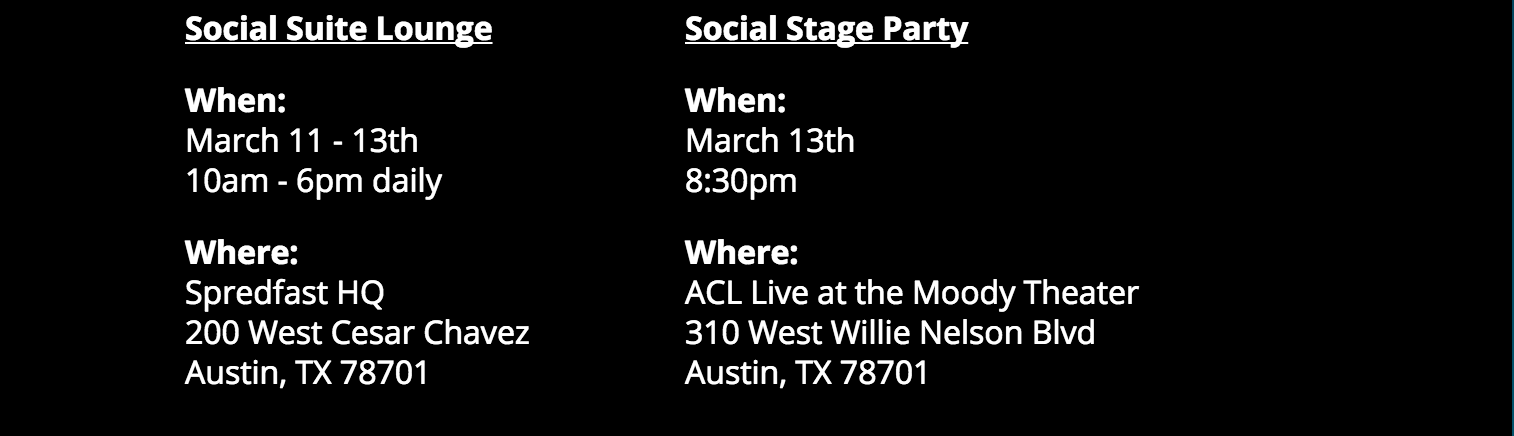 Social Suite Lounge
When:
March 11 - 13th
10am - 6pm daily
Where:
Spredfast HQ
200 West Cesar Chavez
Austin, TX 78701
Social Stage Party
When:
March 13th
8:30pm
Where:
ACL Live at the Moody Theater
310 West Willie Nelson Blvd
Austin, TX 78701